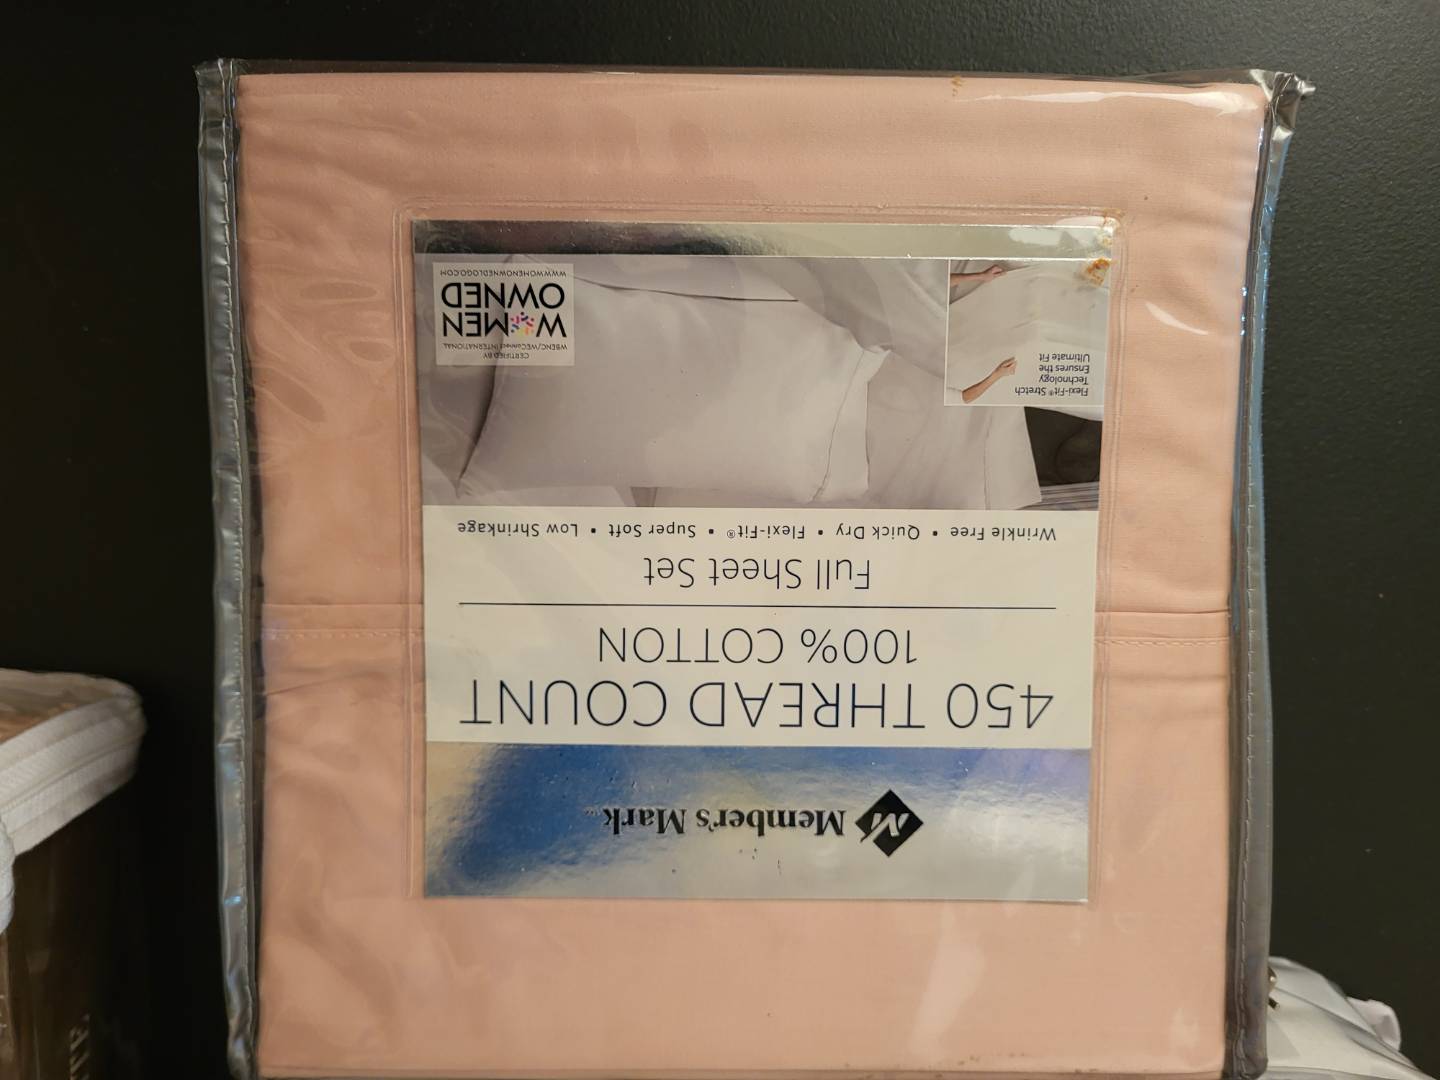 Member's Mark
450 THREAD COUNT
100% COTTON
Full Sheet Set
Wrinkle Free • Quick Dry • Flexi-Fit® • Super Soft • Low Shrinkage
Flexi-Fit® Stretch
Technology
Ensures the
Ultimate Fit
CERTIFIED BY
WBENC/WEConnect INTERNATIONAL
WOMEN
OWNED
WWW.WOMENOWNEDLOGO.COM